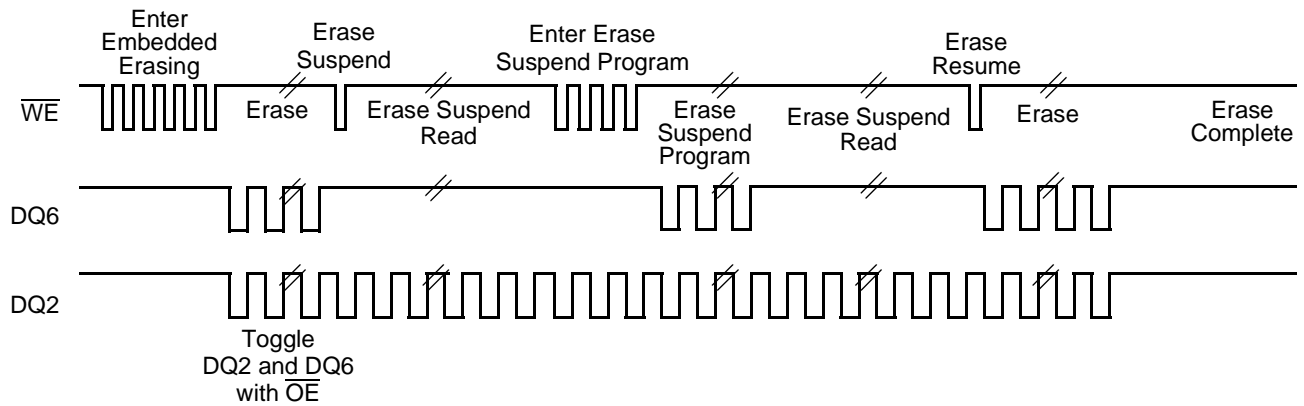 Enter
Embedded
Erasing
Erase
Suspend
Enter Erase
Suspend Program
Erase
Resume
WE
Erase
Erase Suspend
Read
Erase
Suspend
Program
Erase Suspend
Read
Erase
Erase
Complete
DQ6
DQ2
Toggle
DQ2 and DQ6
with OE